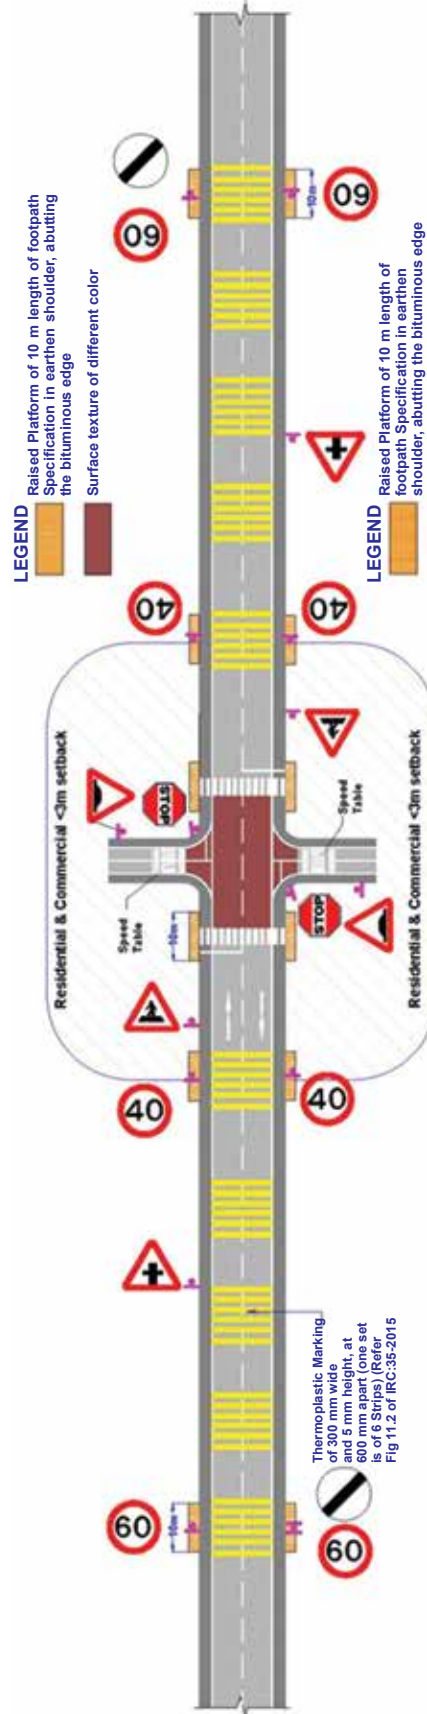 LEGEND
Raised Platform of 10 m length of footpath
Specification in earthen shoulder, abutting
the bituminous edge
Surface texture of different color
60
60
10m
LEGEND
Raised Platform of 10 m length of
footpath Specification in earthen
shoulder, abutting the bituminous edge
40
40
Residential & Commercial <3m setback
STOP
Speed
Table
Speed
Table
10m
STOP
Residential & Commercial <3m setback
40
40
Thermoplastic Marking
of 300 mm wide
and 5 mm height, at
600 mm apart (one set
is of 6 Strips) (Refer
Fig 11.2 of IRC:35-2015
60
10m
60